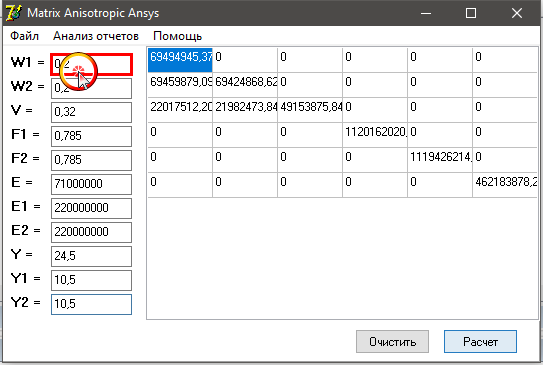 Matrix Anisotropic Ansys
Файл Анализ отчетов Помощь
W1 = 0,2 69494945,37 0 0 0 0 0
W2 = 0,2 69459879,09 69424868,62 0 0 0 0
V = 0,32 22017512,20 21982473,84 49153875,84 0 0 0
F1 = 0,785 0 0 0 1120162020, 0 0
F2 = 0,785 0 0 0 0 1119426214, 0
E = 71000000 0 0 0 0 0 462183878,2
E1 = 220000000
E2 = 220000000
Y = 24,5
Y1 = 10,5
Y2 = 10,5
Очистить Расчет